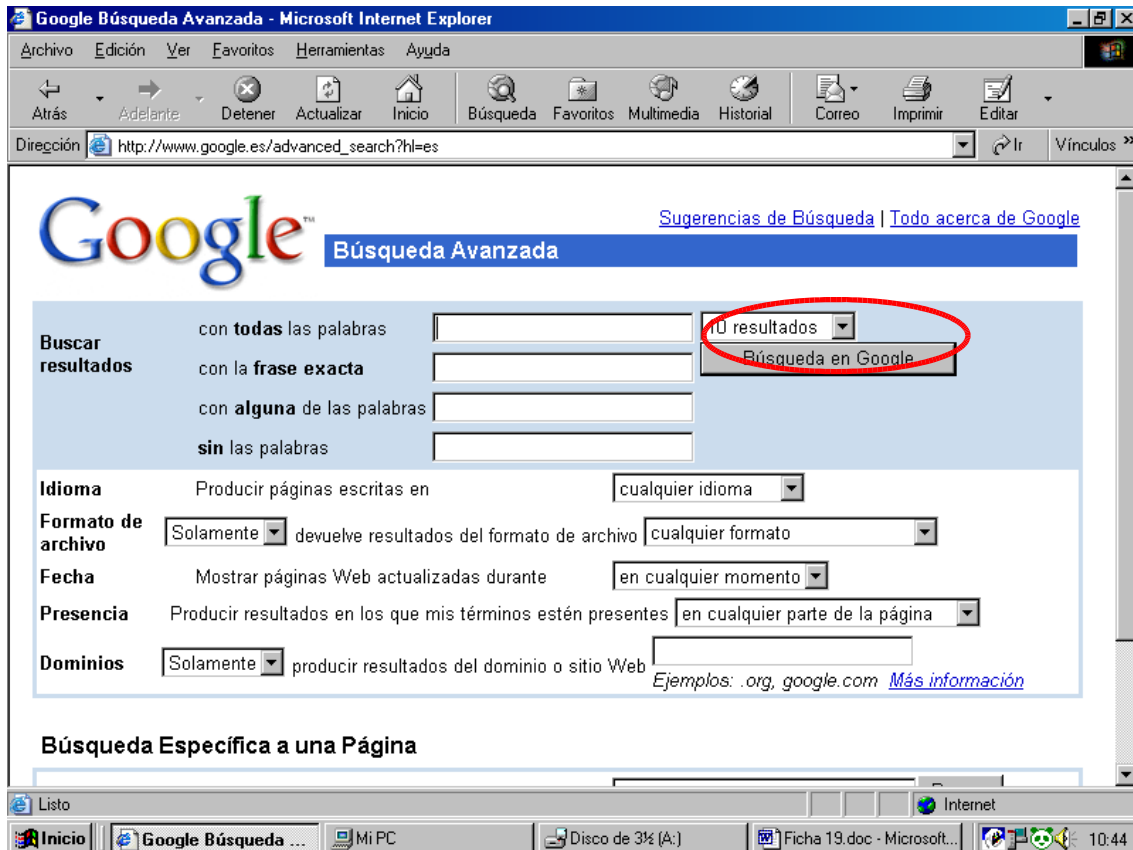 Google Búsqueda Avanzada - Microsoft Internet Explorer
Archivo Edición Ver Favoritos Herramientas Ayuda
Atrás Adelante Detener Actualizar Inicio Búsqueda Favoritos Multimedia Historial Correo Imprimir Editar
Dirección http://www.google.es/advanced_search?hl=es Ir Vínculos »
Google™
Sugerencias de Búsqueda | Todo acerca de Google
Búsqueda Avanzada
Buscar resultados
con todas las palabras 10 resultados
Búsqueda en Google
con la frase exacta
con alguna de las palabras
sin las palabras
Idioma Producir páginas escritas en cualquier idioma
Formato de archivo Solamente devuelve resultados del formato de archivo cualquier formato
Fecha Mostrar páginas Web actualizadas durante en cualquier momento
Presencia Producir resultados en los que mis términos estén presentes en cualquier parte de la página
Dominios Solamente producir resultados del dominio o sitio Web
Ejemplos: .org, google.com Más información
Búsqueda Específica a una Página
Listo Internet
Inicio Google Búsqueda ... Mi PC Disco de 3½ (A:) Ficha 19.doc - Microsoft... 10:44